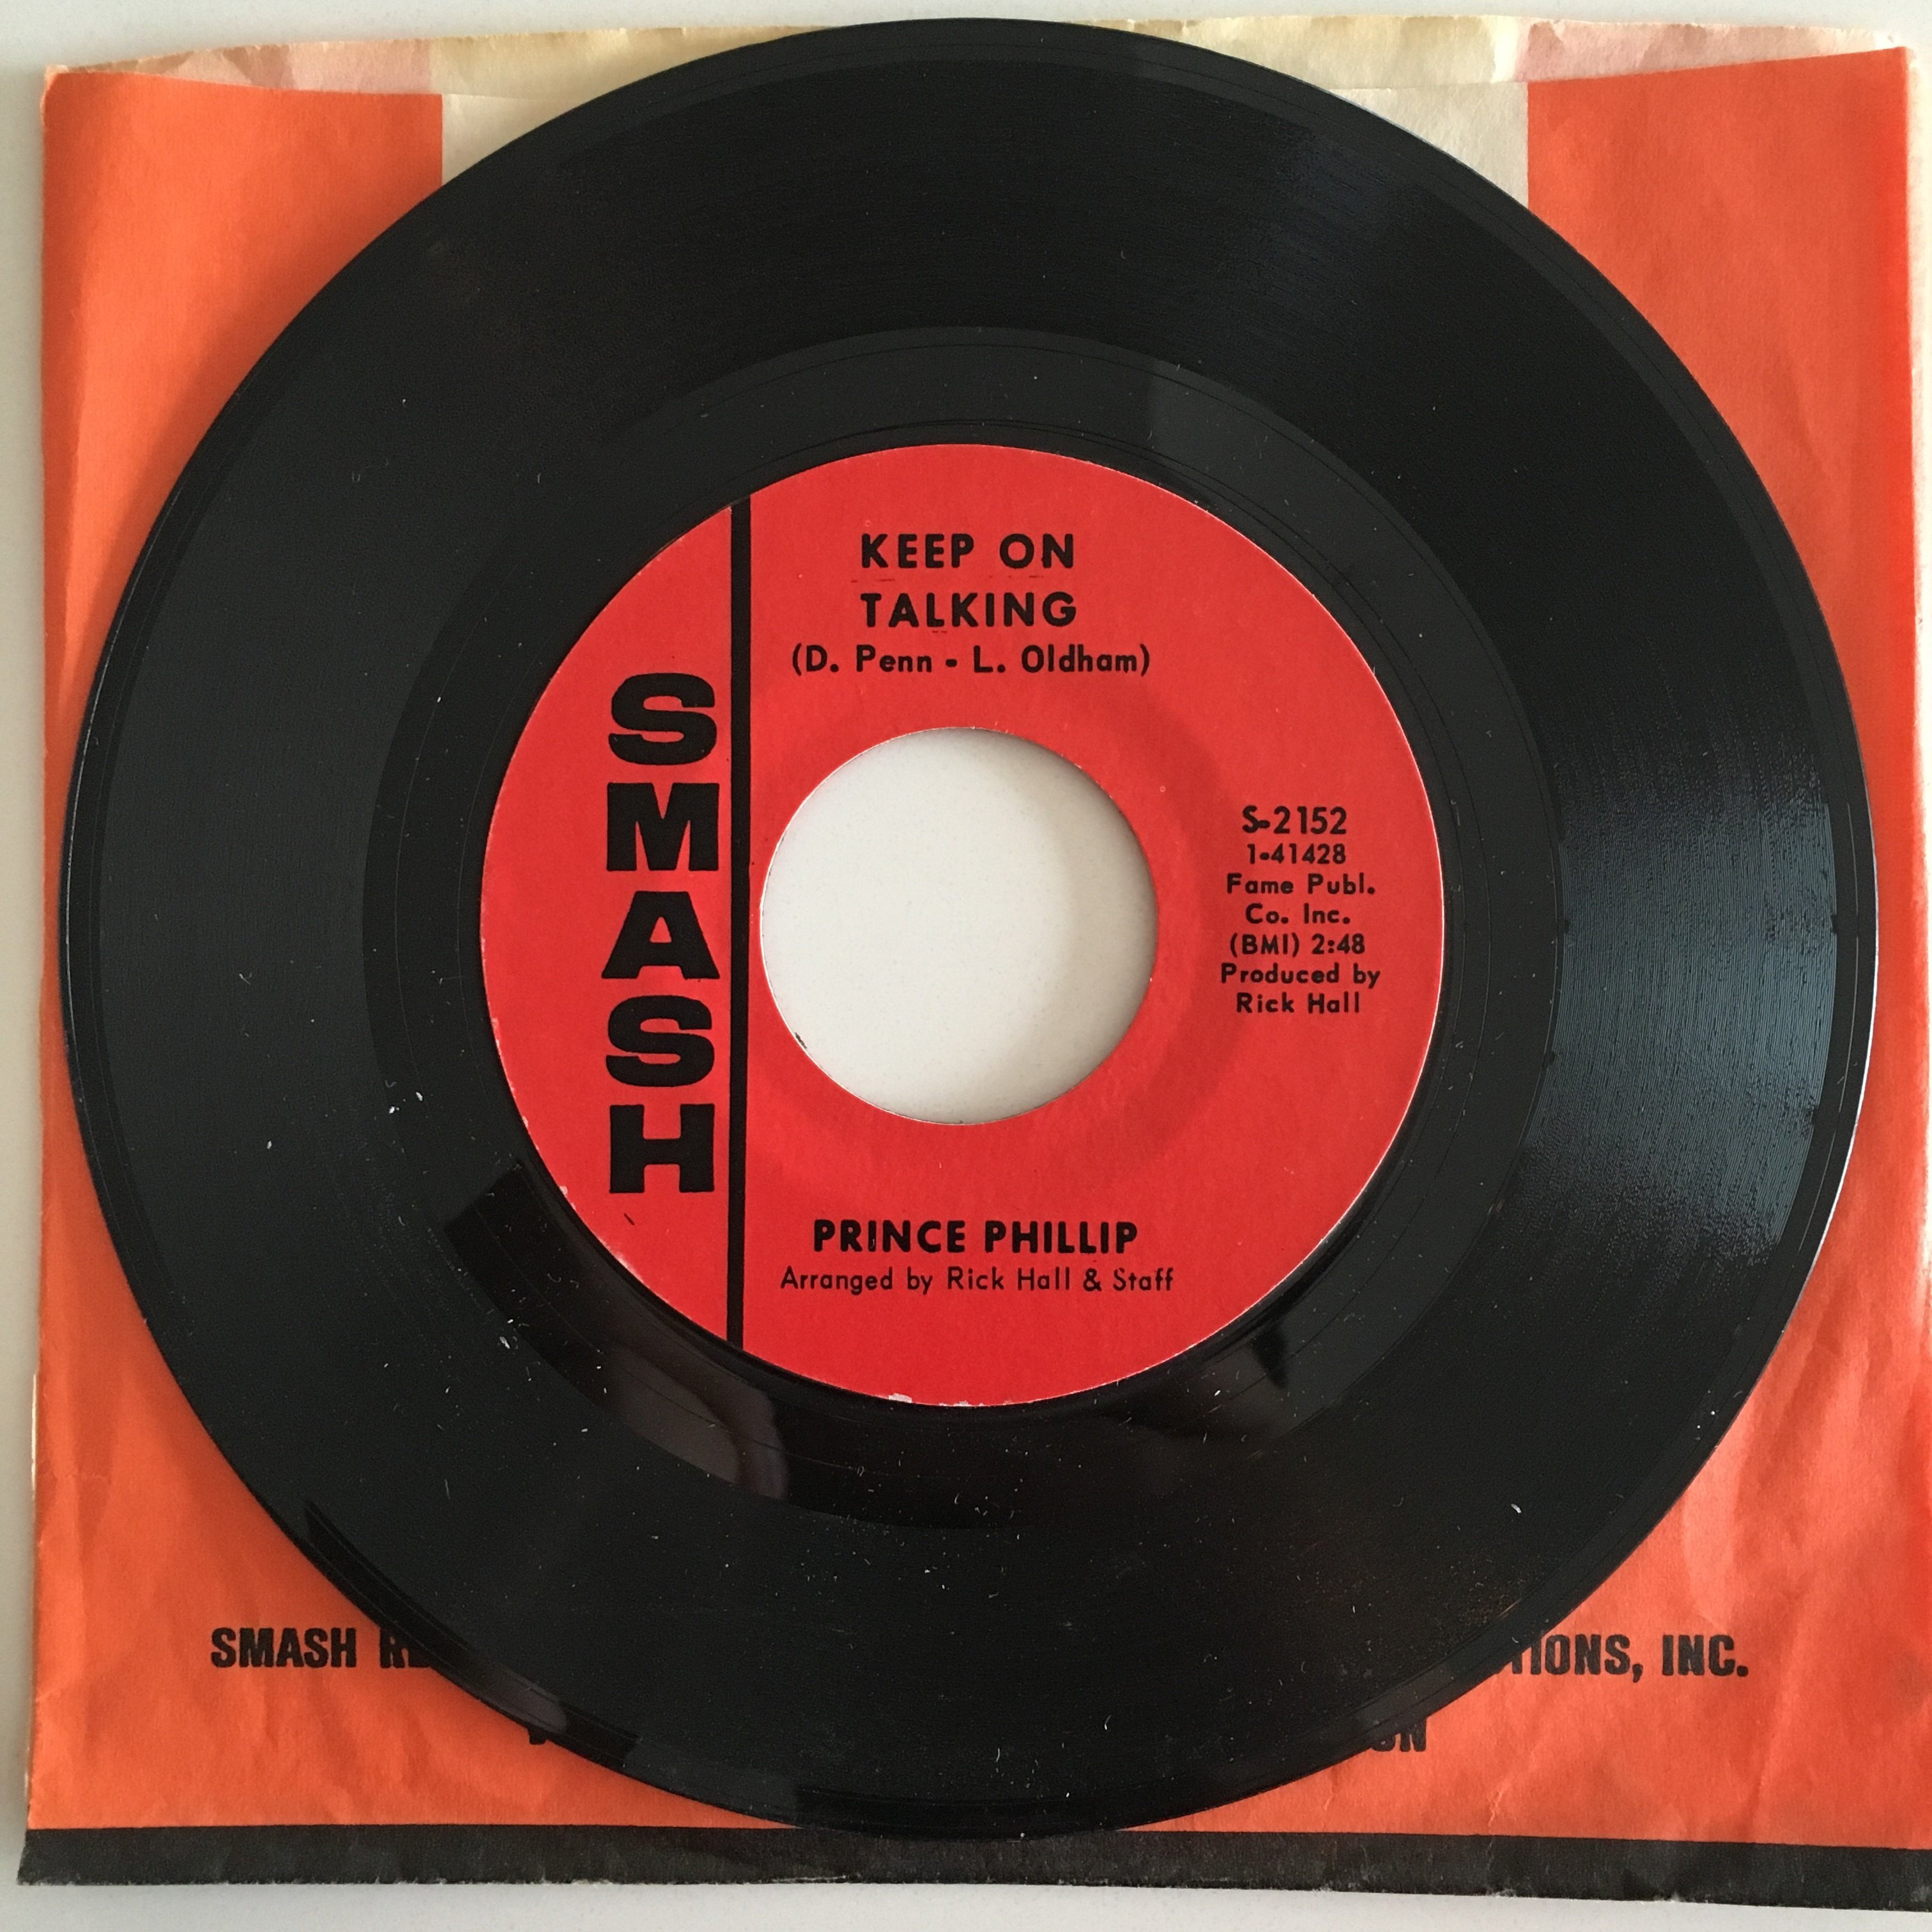 KEEP ON
TALKING
(D. Penn - L. Oldham)
SMASH
S-2152
1-41428
Fame Publ.
Co. Inc.
(BMI) 2:48
Produced by
Rick Hall
PRINCE PHILLIP
Arranged by Rick Hall & Staff
SMASH INC.